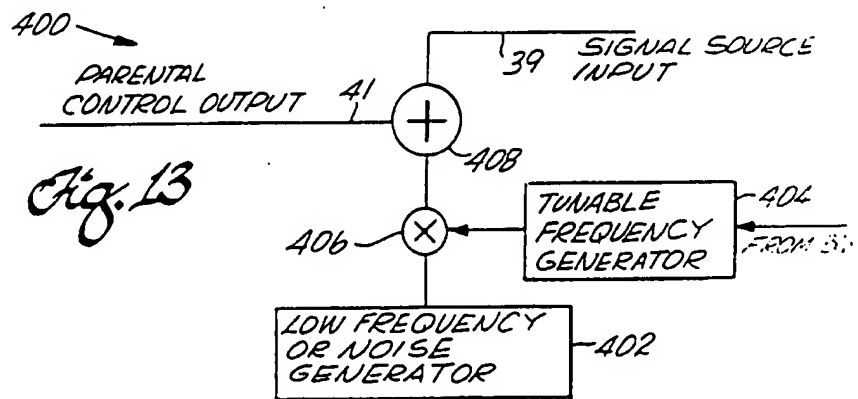 400
39
SIGNAL SOURCE
INPUT
PARENTAL
CONTROL OUTPUT
41
+
408
Fig. 13
406
×
TUNABLE
FREQUENCY
GENERATOR
404
FROM
LOW FREQUENCY
OR NOISE
GENERATOR
402